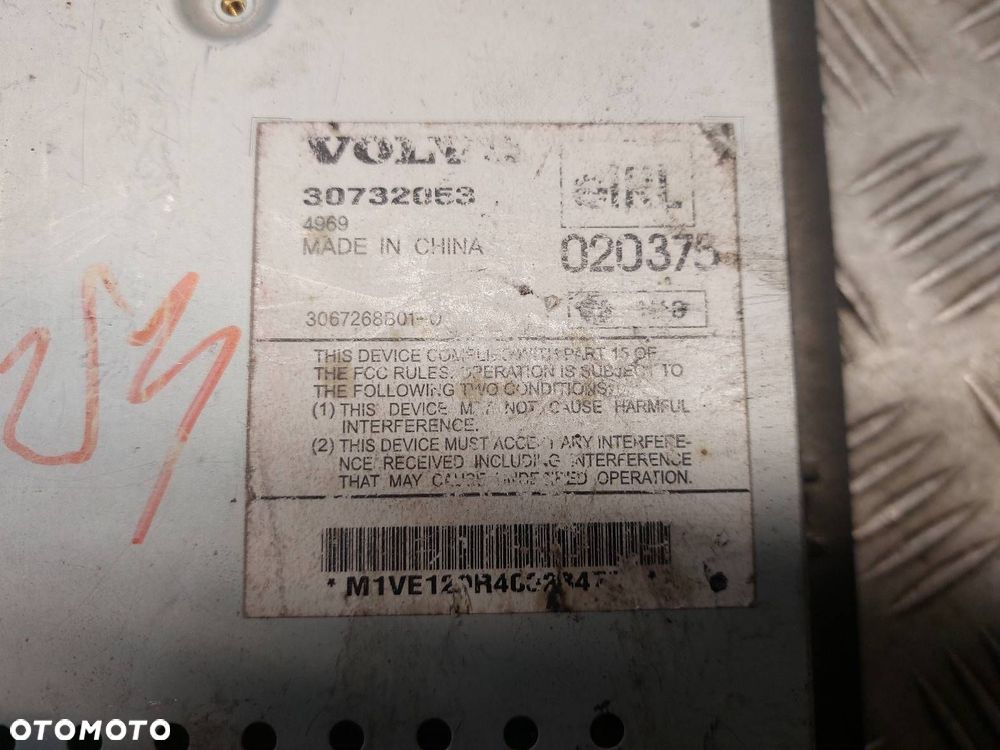 VOLVO
30732053
4969
MADE IN CHINA
eIRL
020375
3067268B01-0
THIS DEVICE COMPLIES WITH PART 15 OF
THE FCC RULES. OPERATION IS SUBJECT TO
THE FOLLOWING TWO CONDITIONS:
(1) THIS DEVICE MAY NOT CAUSE HARMFUL
INTERFERENCE.
(2) THIS DEVICE MUST ACCEPT ANY INTERFERE-
NCE RECEIVED INCLUDING INTERFERENCE
THAT MAY CAUSE UNDESIRED OPERATION.
OTOMOTO